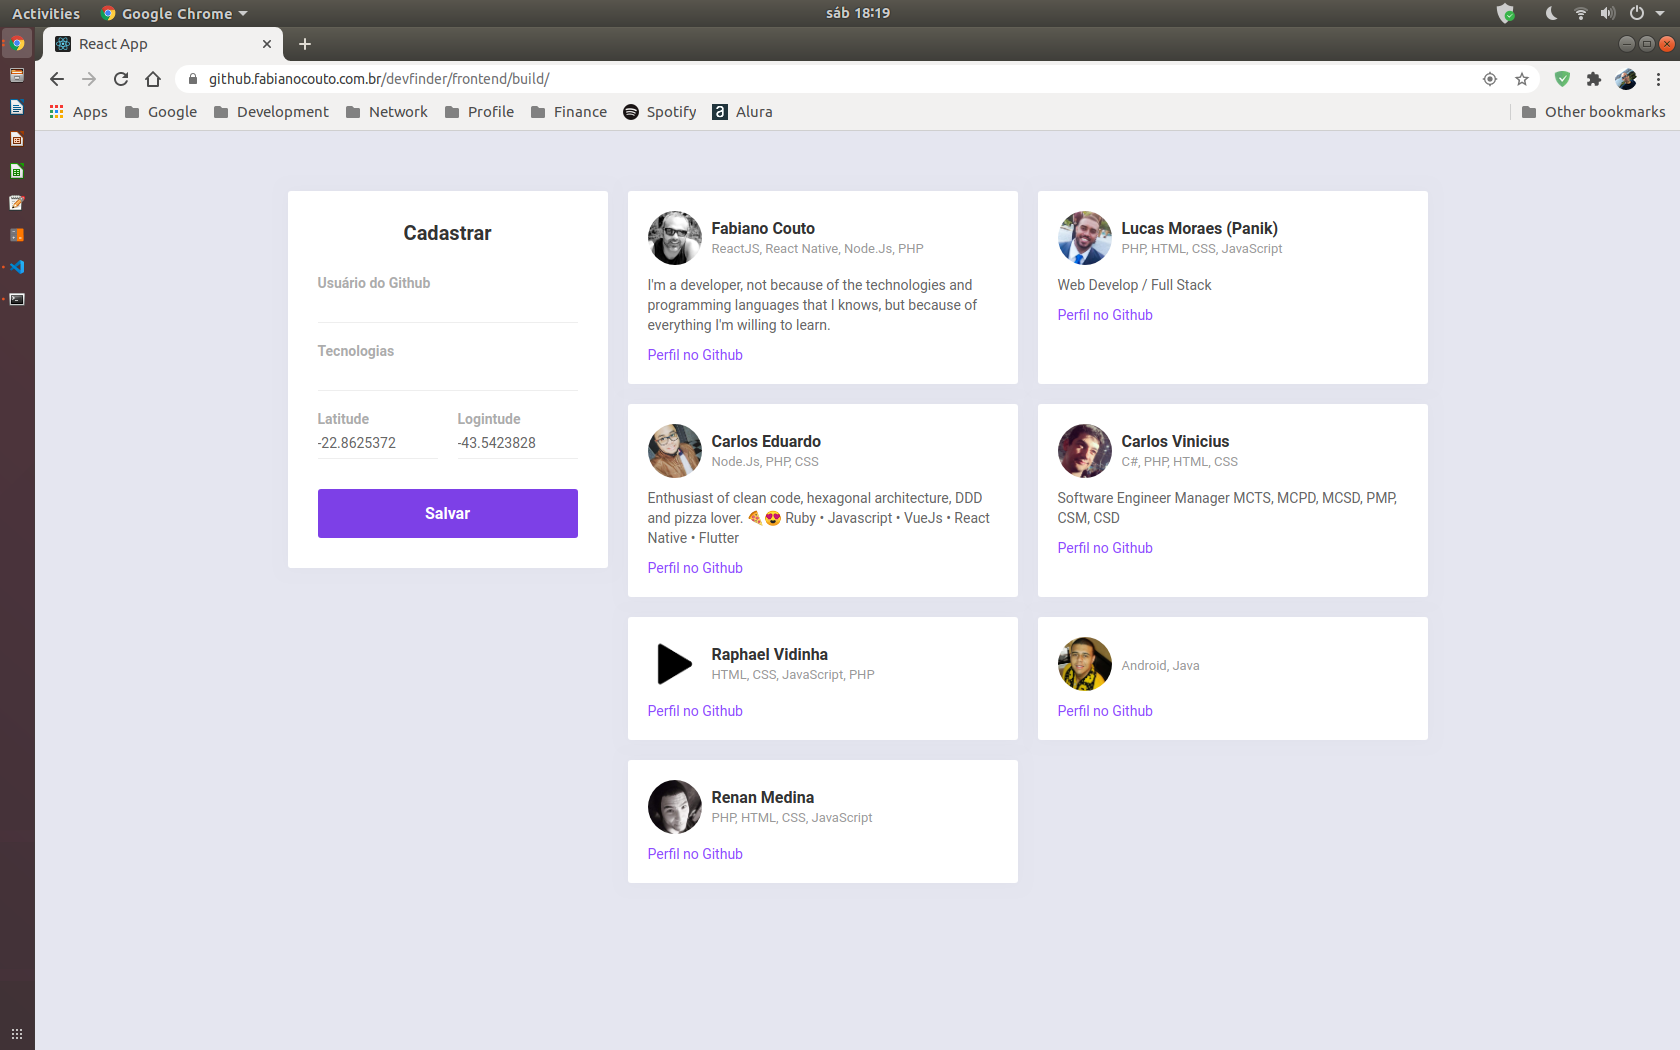 Activities
Google Chrome
sáb 18:19
React App
github.fabianocouto.com.br/devfinder/frontend/build/
Apps
Google
Development
Network
Profile
Finance
Spotify
a
Alura
Other bookmarks
Cadastrar
Usuário do Github
Tecnologias
Latitude
Logintude
-22.8625372
-43.5423828
Salvar
Fabiano Couto
ReactJS, React Native, Node.Js, PHP
I'm a developer, not because of the technologies and
programming languages that I knows, but because of
everything I'm willing to learn.
Perfil no Github
Lucas Moraes (Panik)
PHP, HTML, CSS, JavaScript
Web Develop / Full Stack
Perfil no Github
Carlos Eduardo
Node.Js, PHP, CSS
Enthusiast of clean code, hexagonal architecture, DDD
and pizza lover. 🍕😍 Ruby • Javascript • VueJs • React
Native • Flutter
Perfil no Github
Carlos Vinicius
C#, PHP, HTML, CSS
Software Engineer Manager MCTS, MCPD, MCSD, PMP,
CSM, CSD
Perfil no Github
Raphael Vidinha
HTML, CSS, JavaScript, PHP
Perfil no Github
Android, Java
Perfil no Github
Renan Medina
PHP, HTML, CSS, JavaScript
Perfil no Github